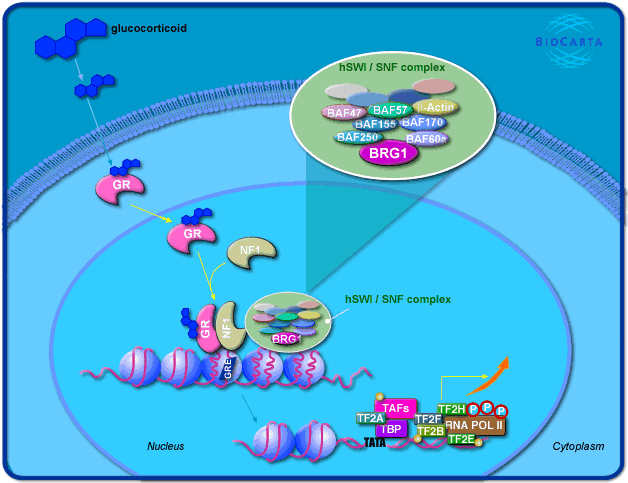 glucocorticoid
BIOCARTA
hSWI / SNF complex
BAF47
BAF57
β-Actin
BAF155
BAF170
BAF250
BAF60a
BRG1
GR
GR
NF1
GR
NF1
hSWI / SNF complex
BRG1
GRE
TAFs
TF2A
TBP
TF2F
TF2H
P
P
P
TF2B
RNA POL II
TF2E
TATA
Nucleus
Cytoplasm